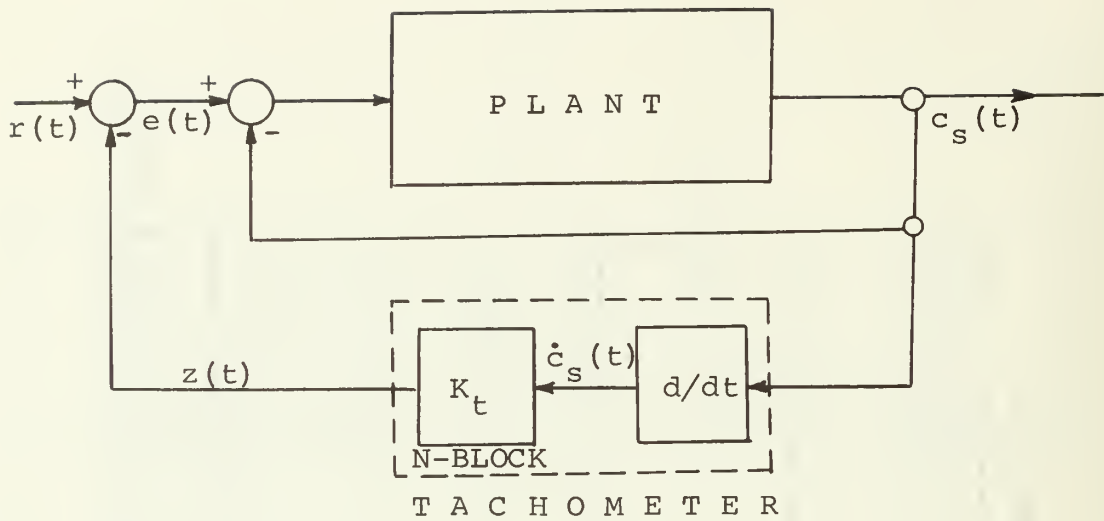 P L A N T
+
+
r(t)
-
e(t)
-
c_s(t)
z(t)
K_t
ċ_s(t)
d/dt
N-BLOCK
T A C H O M E T E R